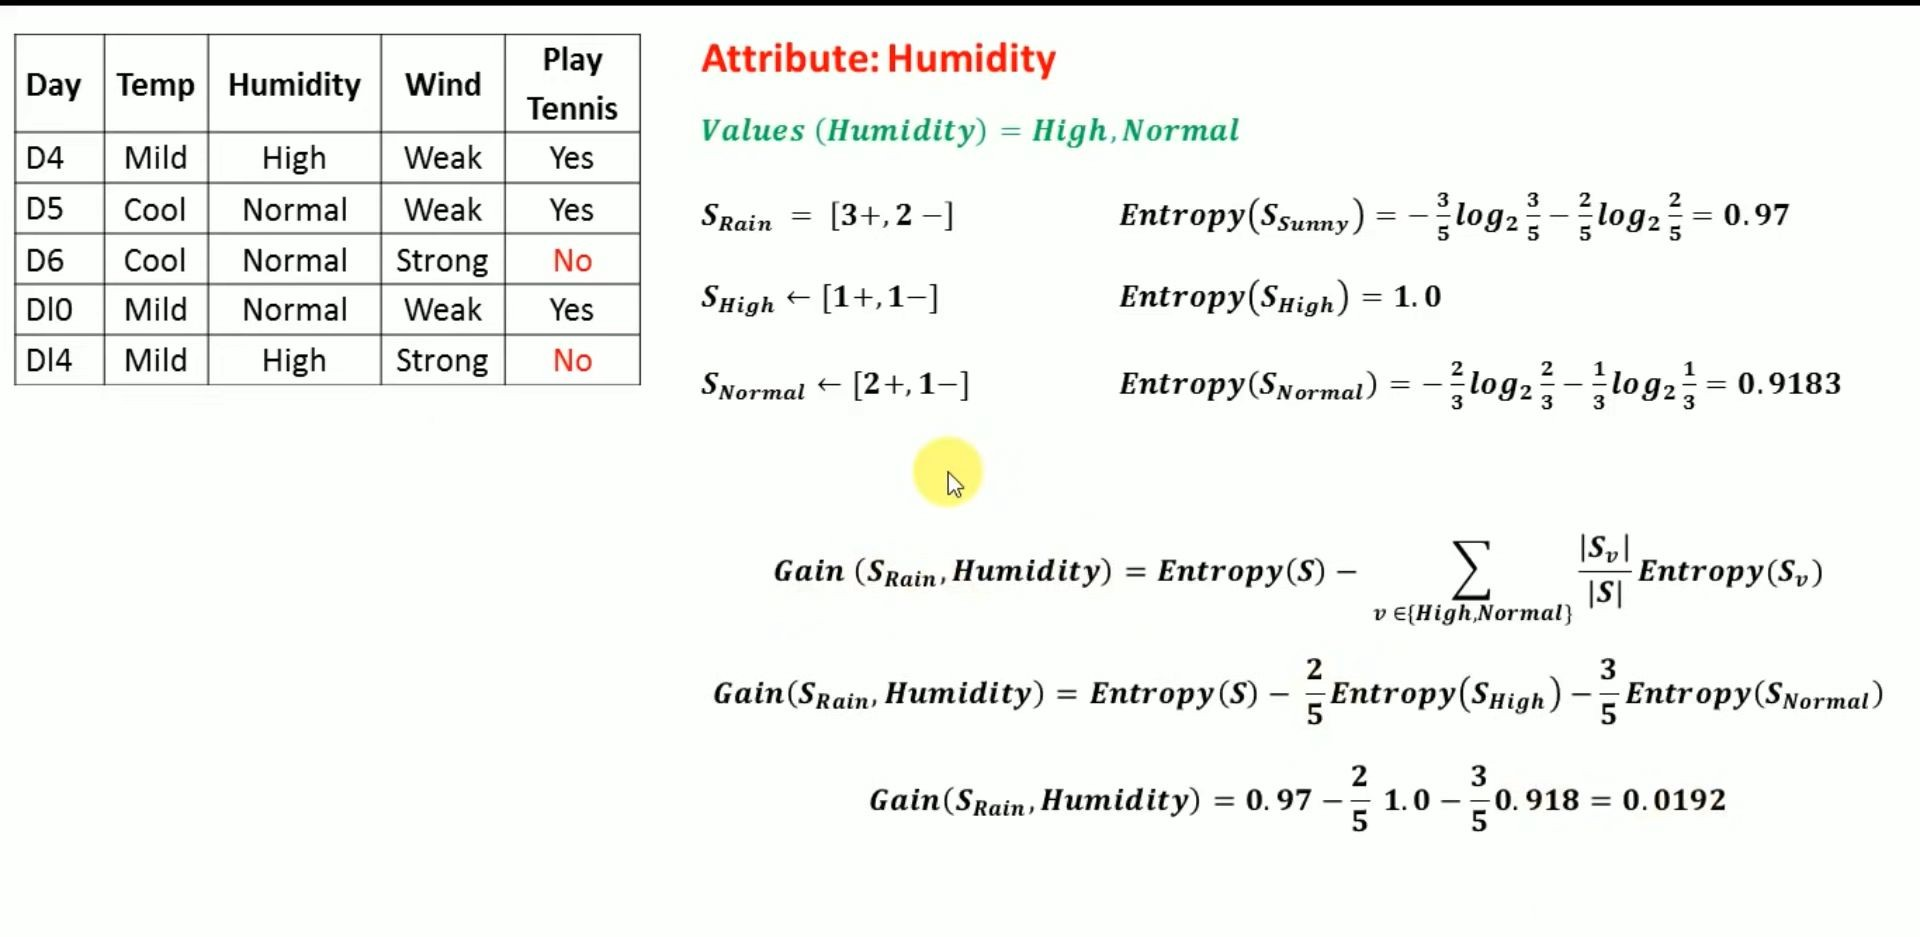 Day Temp Humidity Wind Play Tennis
D4 Mild High Weak Yes
D5 Cool Normal Weak Yes
D6 Cool Normal Strong No
Dl0 Mild Normal Weak Yes
Dl4 Mild High Strong No
Attribute: Humidity
Values (Humidity) = High, Normal
S_Rain = [3+, 2 −] Entropy(S_Sunny) = −3/5 log₂ 3/5 − 2/5 log₂ 2/5 = 0.97
S_High ← [1+, 1−] Entropy(S_High) = 1.0
S_Normal ← [2+, 1−] Entropy(S_Normal) = −2/3 log₂ 2/3 − 1/3 log₂ 1/3 = 0.9183
Gain (S_Rain, Humidity) = Entropy(S) − ∑ v ∈{High,Normal} |S_v|/|S| Entropy(S_v)
Gain(S_Rain, Humidity) = Entropy(S) − 2/5 Entropy(S_High) − 3/5 Entropy(S_Normal)
Gain(S_Rain, Humidity) = 0.97 − 2/5 1.0 − 3/5 0.918 = 0.0192